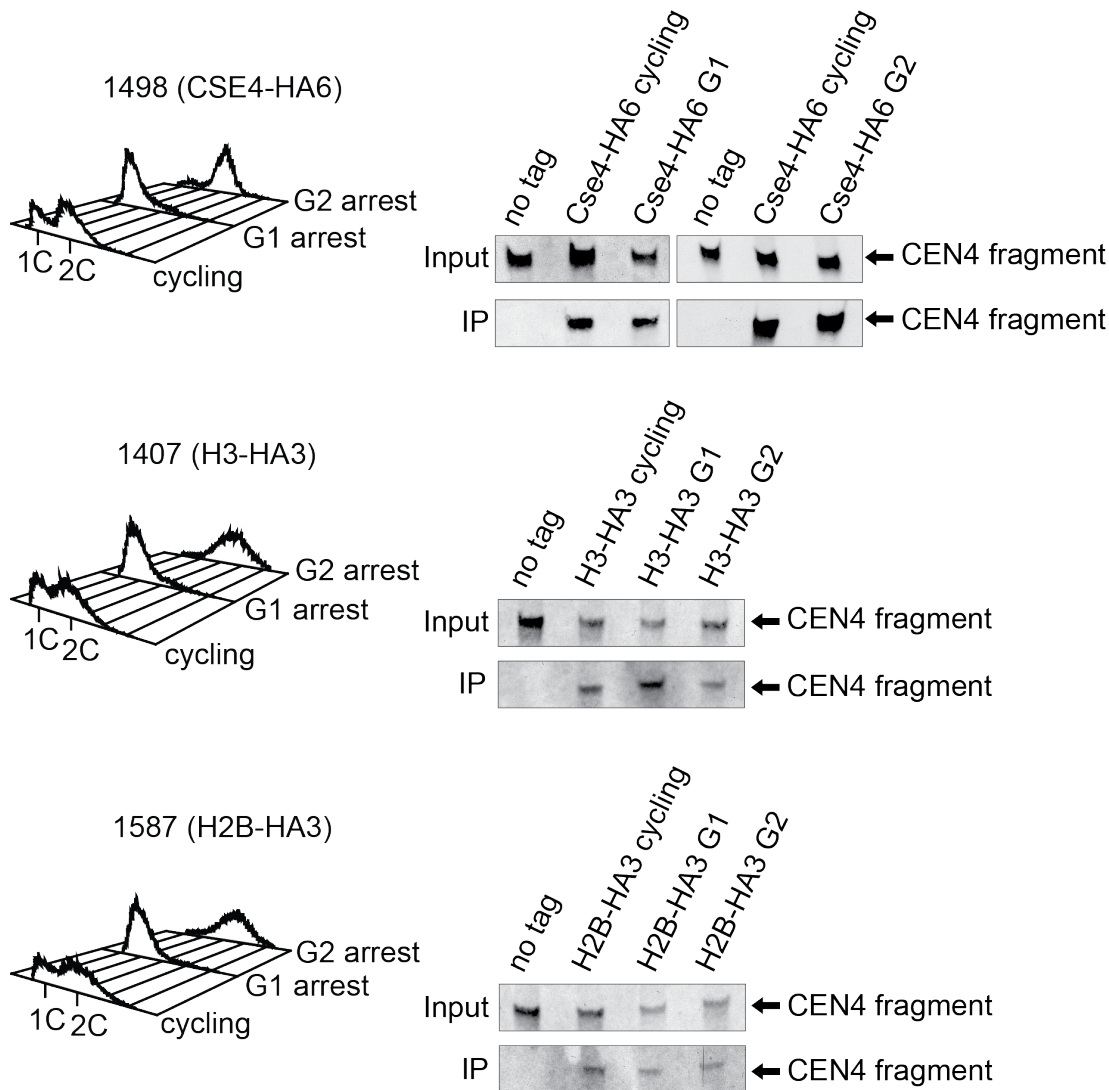 1498 (CSE4-HA6)
G2 arrest
G1 arrest
1C
2C
cycling
no tag
Cse4-HA6 cycling
Cse4-HA6 G1
no tag
Cse4-HA6 cycling
Cse4-HA6 G2
Input
CEN4 fragment
IP
CEN4 fragment
1407 (H3-HA3)
G2 arrest
G1 arrest
1C
2C
cycling
no tag
H3-HA3 cycling
H3-HA3 G1
H3-HA3 G2
Input
CEN4 fragment
IP
CEN4 fragment
1587 (H2B-HA3)
G2 arrest
G1 arrest
1C
2C
cycling
no tag
H2B-HA3 cycling
H2B-HA3 G1
H2B-HA3 G2
Input
CEN4 fragment
IP
CEN4 fragment